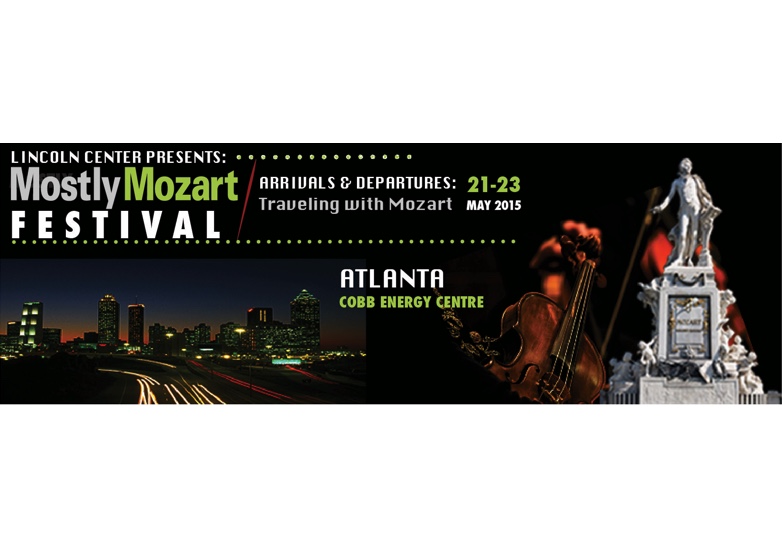 LINCOLN CENTER PRESENTS:
Mostly Mozart
FESTIVAL
ARRIVALS & DEPARTURES:
Traveling with Mozart
21-23
MAY 2015
ATLANTA
COBB ENERGY CENTRE
MOZART